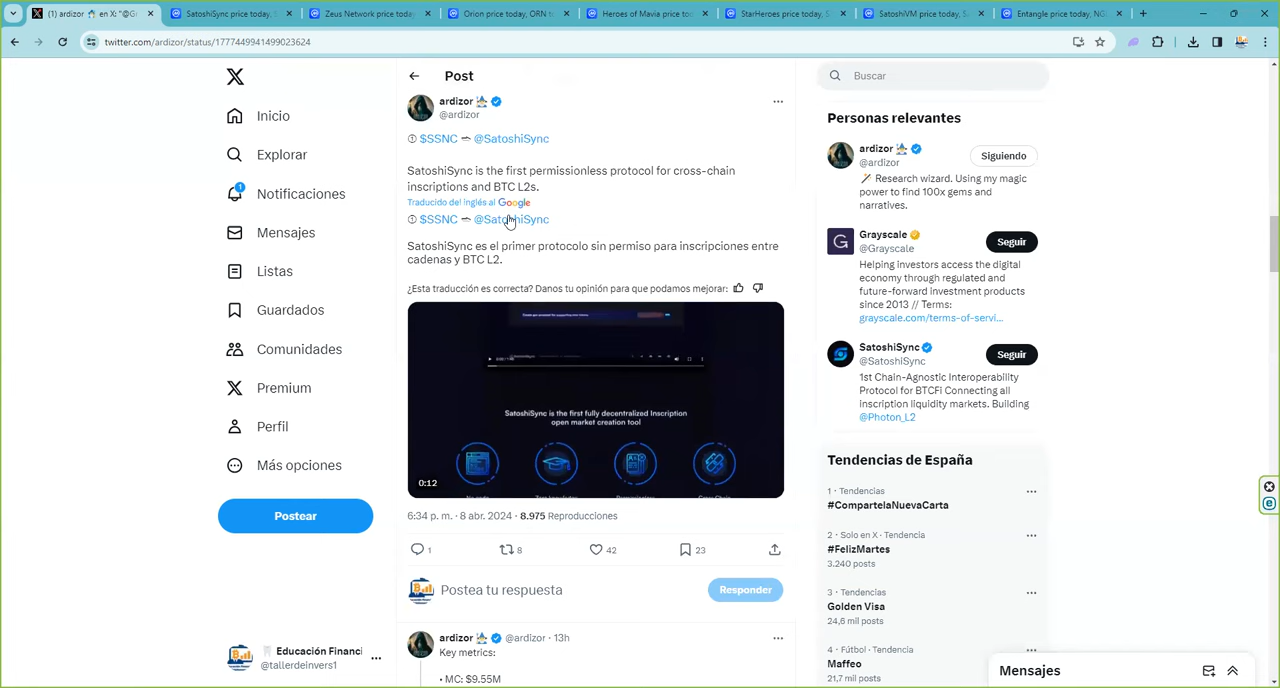 (1) ardizor en X: "@G
SatoshiSync price today, S
Zeus Network price today
Orion price today, ORN t
Heroes of Mavia price to
StarHeroes price today, S
SatoshiVM price today, S
Entangle price today, NG
twitter.com/ardizor/status/1777449941499023624
Inicio
Explorar
1
Notificaciones
Mensajes
Listas
Guardados
Comunidades
Premium
Perfil
Más opciones
Postear
Educación Financi
@tallerdeinvers1
Post
ardizor
@ardizor
① $SSNC @SatoshiSync
SatoshiSync is the first permissionless protocol for cross-chain
inscriptions and BTC L2s.
Traducido del inglés al Google
① $SSNC @SatoshiSync
SatoshiSync es el primer protocolo sin permiso para inscripciones entre
cadenas y BTC L2.
¿Esta traducción es correcta? Danos tu opinión para que podamos mejorar:
SatoshiSync is the first fully decentralized Inscription
open market creation tool
0:12
6:34 p. m. · 8 abr. 2024 · 8.975 Reproducciones
1 8 42 23
Postea tu respuesta
Responder
ardizor @ardizor · 13h
Key metrics:
• MC: $9.55M
Buscar
Personas relevantes
ardizor
@ardizor
Siguiendo
Research wizard. Using my magic
power to find 100x gems and
narratives.
Grayscale
@Grayscale
Seguir
Helping investors access the digital
economy through regulated and
future-forward investment products
since 2013 // Terms:
grayscale.com/terms-of-servi...
SatoshiSync
@SatoshiSync
Seguir
1st Chain-Agnostic Interoperability
Protocol for BTCFi Connecting all
inscription liquidity markets. Building
@Photon_L2
Tendencias de España
1 · Tendencias
#CompartelaNuevaCarta
2 · Solo en X · Tendencia
#FelizMartes
3.240 posts
3 · Tendencias
Golden Visa
24,6 mil posts
4 · Fútbol · Tendencia
Maffeo
21,7 mil posts
Mensajes